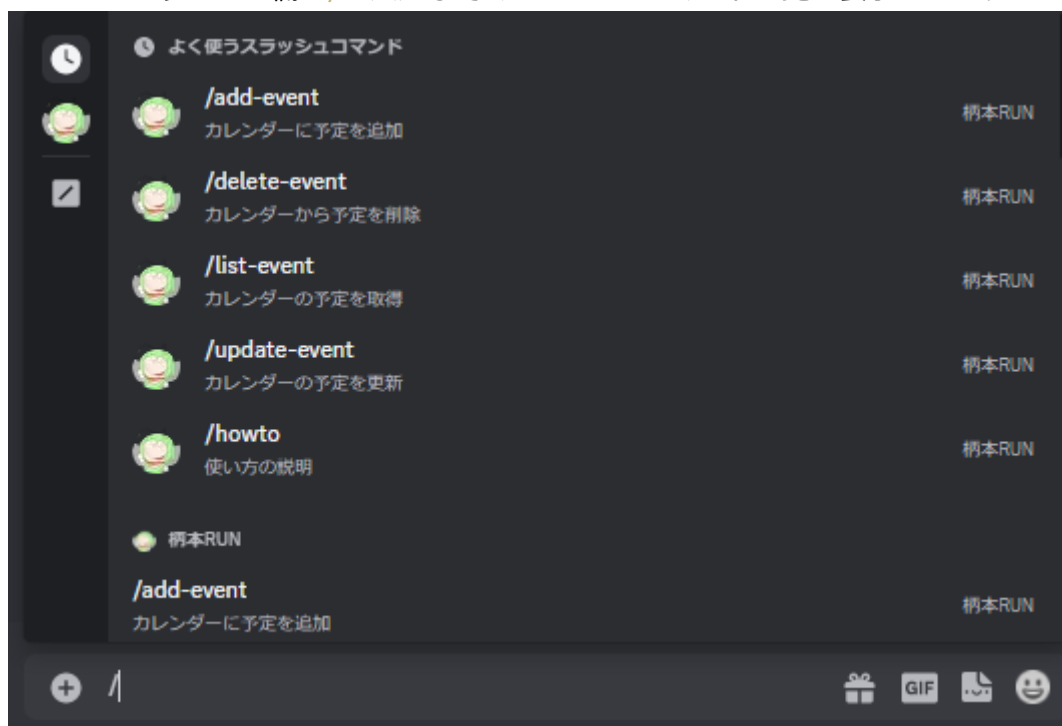 よく使うスラッシュコマンド
/add-event
カレンダーに予定を追加
柄本RUN
/delete-event
カレンダーから予定を削除
柄本RUN
/list-event
カレンダーの予定を取得
柄本RUN
/update-event
カレンダーの予定を更新
柄本RUN
/howto
使い方の説明
柄本RUN
柄本RUN
/add-event
カレンダーに予定を追加
柄本RUN
/
GIF